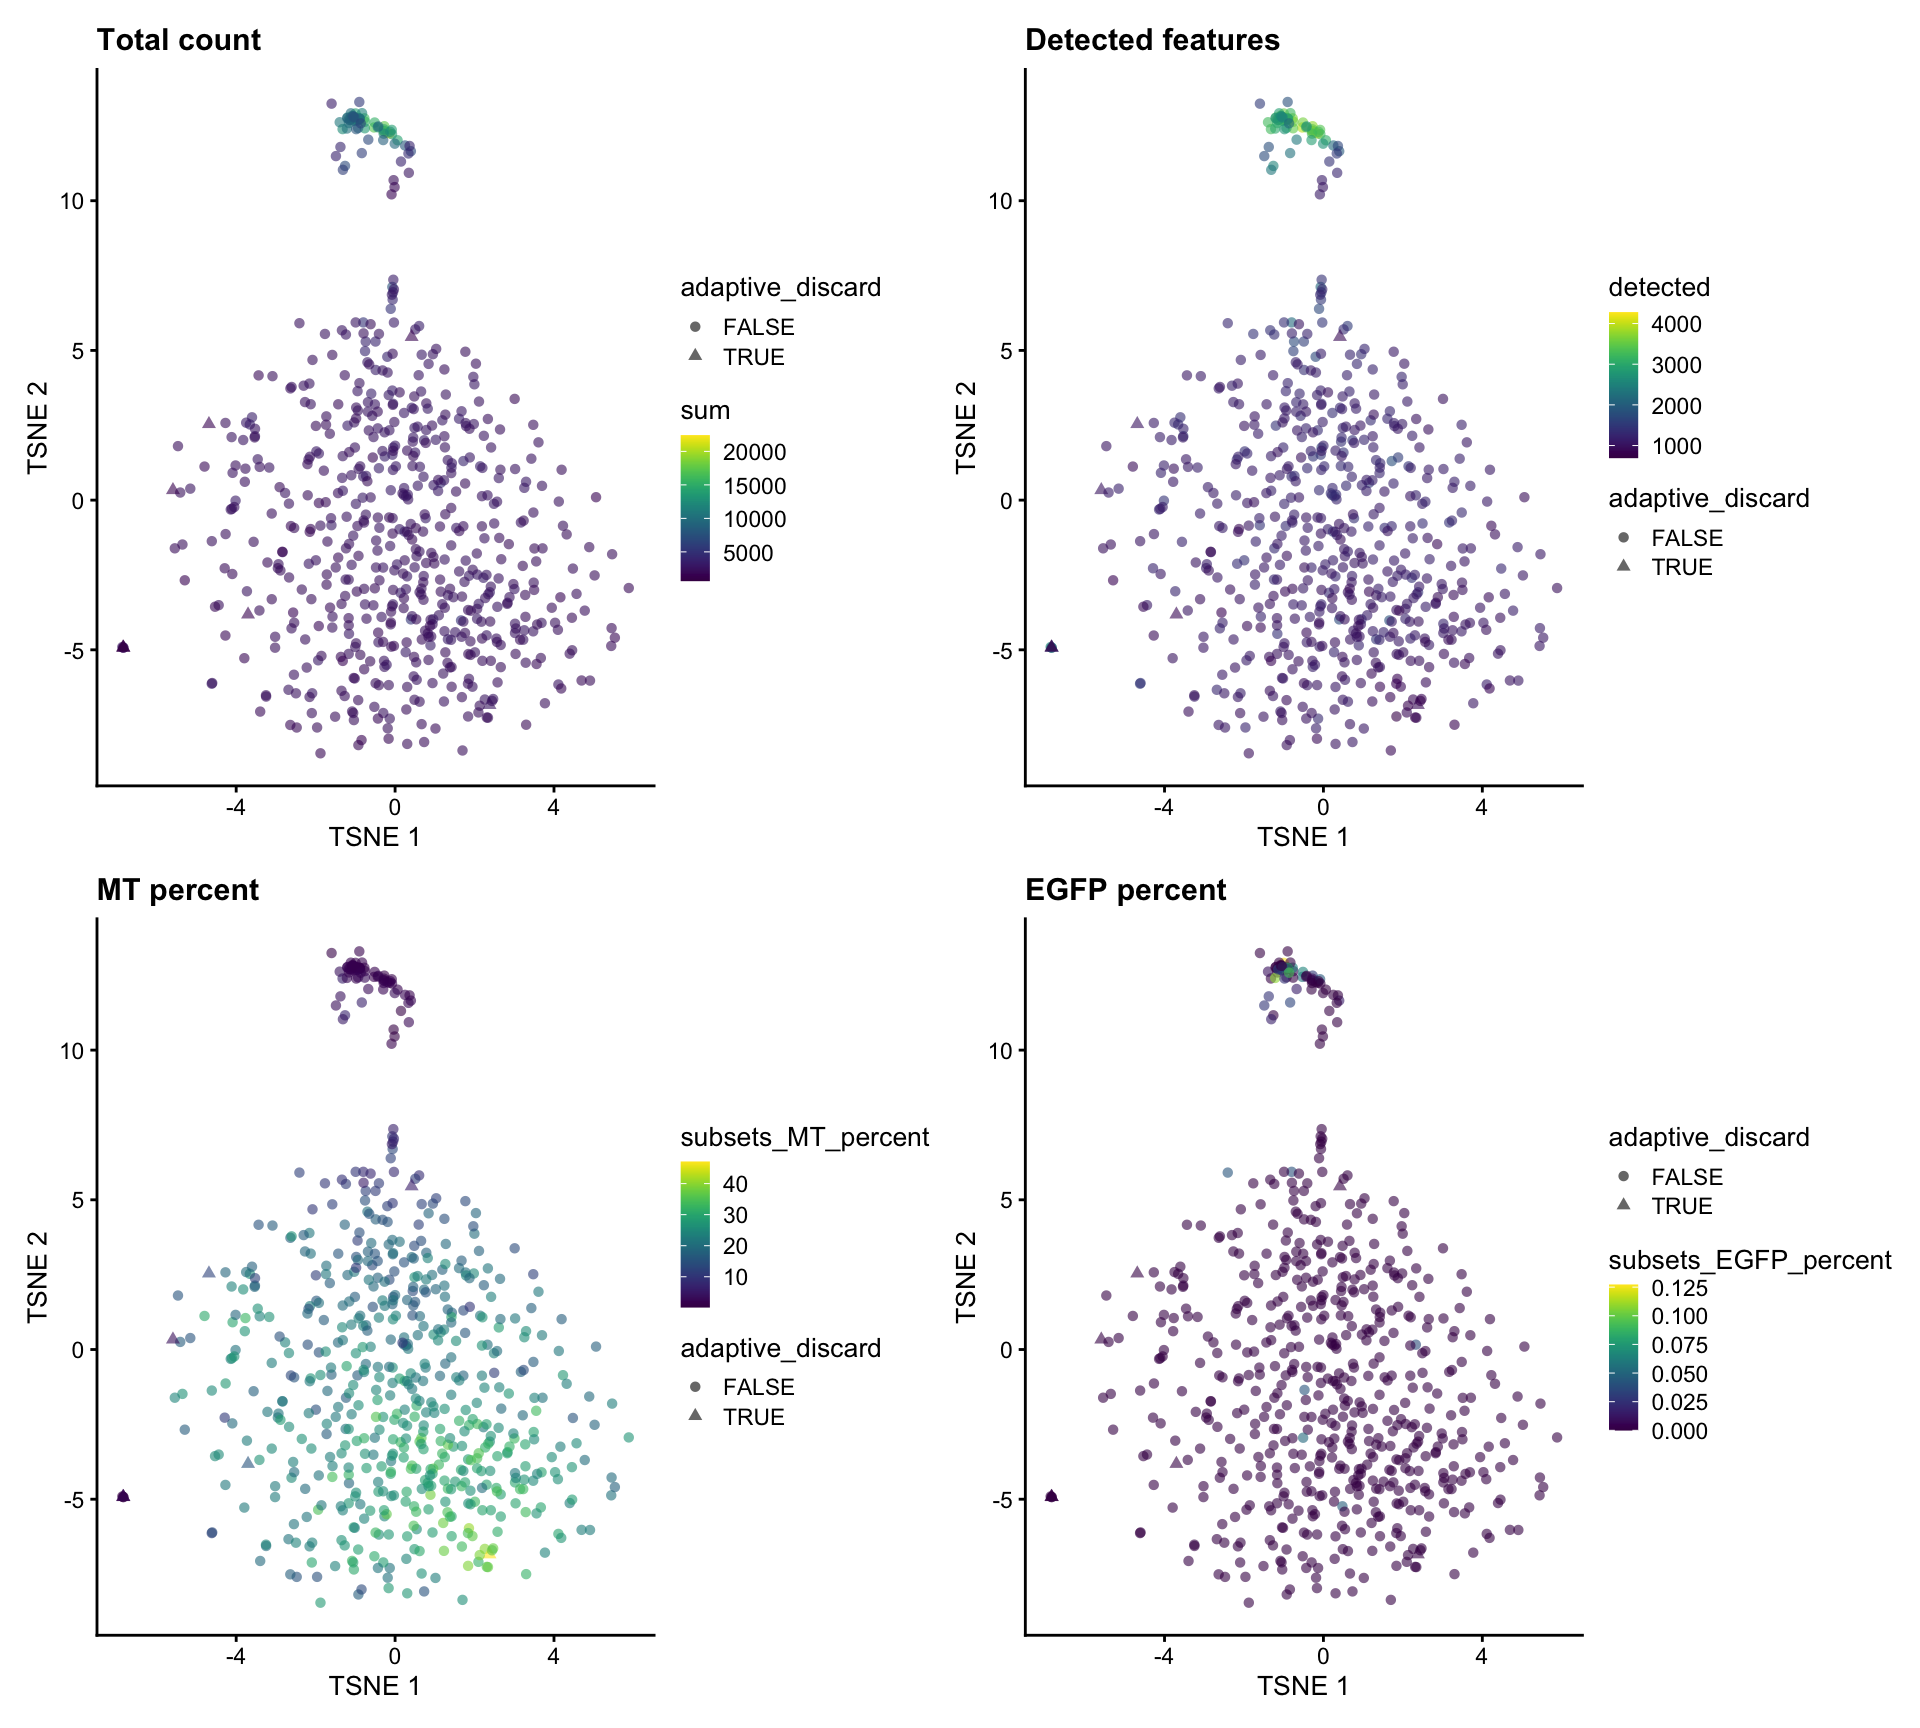 Total count
10
5
0
-5
TSNE 2
-4 0 4
TSNE 1
adaptive_discard
FALSE
TRUE
sum
20000
15000
10000
5000
Detected features
10
5
0
-5
TSNE 2
-4 0 4
TSNE 1
detected
4000
3000
2000
1000
adaptive_discard
FALSE
TRUE
MT percent
10
5
0
-5
TSNE 2
-4 0 4
TSNE 1
subsets_MT_percent
40
30
20
10
adaptive_discard
FALSE
TRUE
EGFP percent
10
5
0
-5
TSNE 2
-4 0 4
TSNE 1
adaptive_discard
FALSE
TRUE
subsets_EGFP_percent
0.125
0.100
0.075
0.050
0.025
0.000